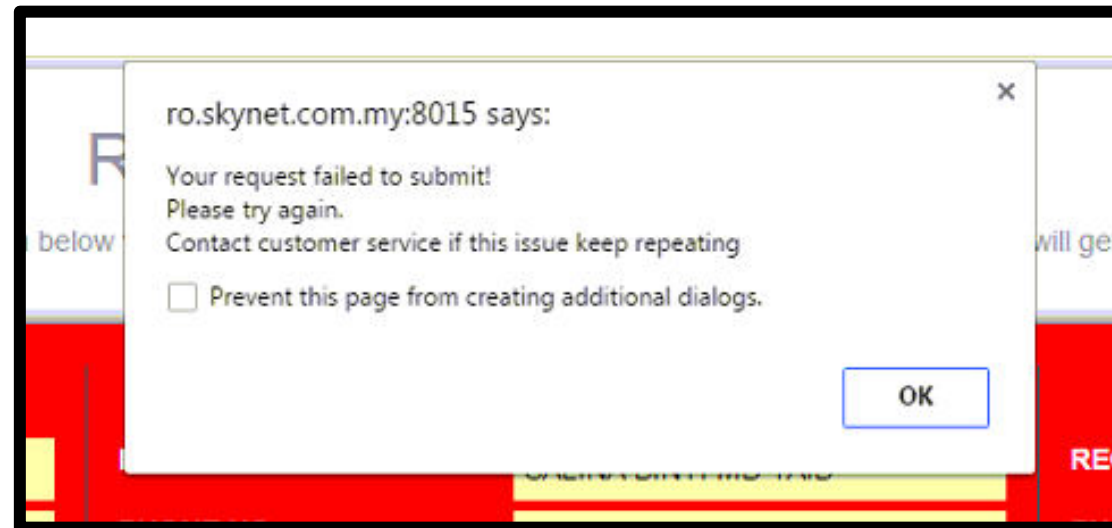 ro.skynet.com.my:8015 says:
R
Your request failed to submit!
Please try again.
below
Contact customer service if this issue keep repeating
will ge
Prevent this page from creating additional dialogs.
OK
RE